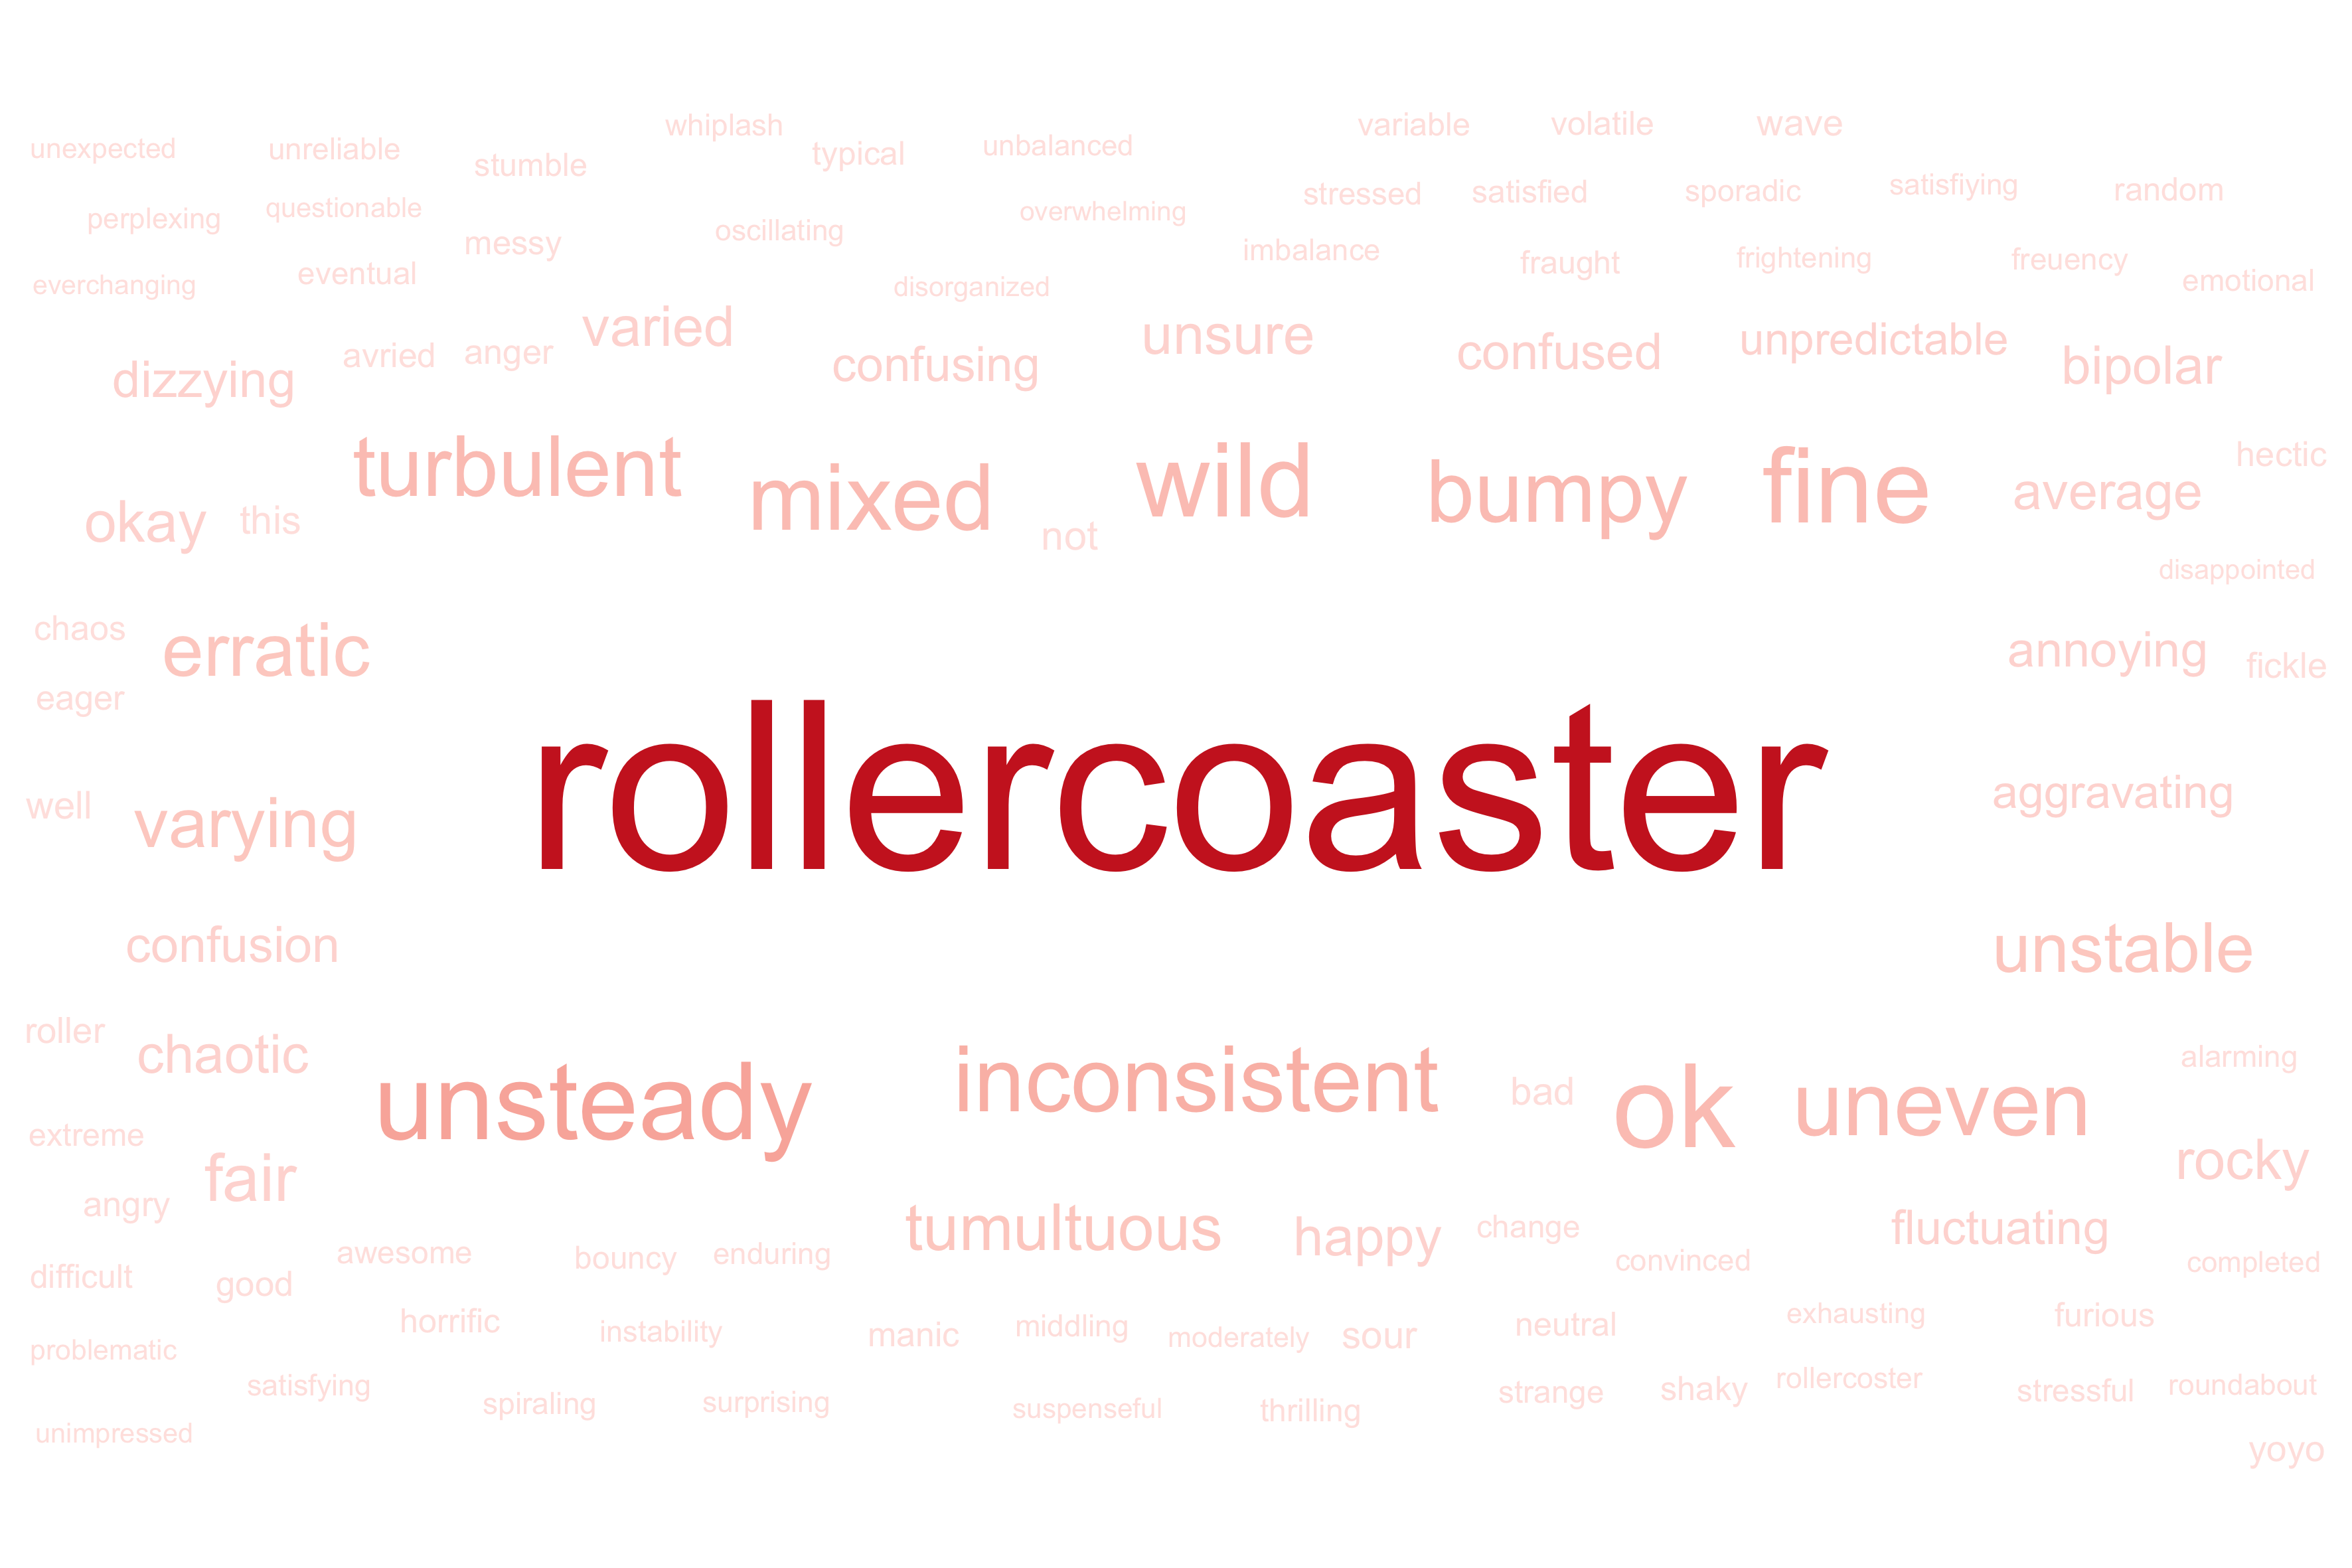 whiplash variable volatile wave
unexpected unreliable stumble typical unbalanced
stressed satisfied sporadic satisfiying random
perplexing questionable messy oscillating overwhelming
imbalance fraught frightening freuency emotional
everchanging eventual disorganized
varied unsure confused unpredictable bipolar
dizzying avried anger confusing
turbulent mixed wild bumpy fine hectic
okay this not average
disappointed
chaos erratic annoying fickle
eager
rollercoaster
well varying aggravating
confusion unstable
roller chaotic unsteady inconsistent bad ok uneven alarming
extreme fair rocky
angry tumultuous happy change fluctuating
difficult good awesome bouncy enduring convinced completed
horrific instability manic middling moderately sour neutral exhausting furious
problematic
satisfying spiraling surprising suspenseful thrilling strange shaky rollercoster stressful roundabout
unimpressed yoyo